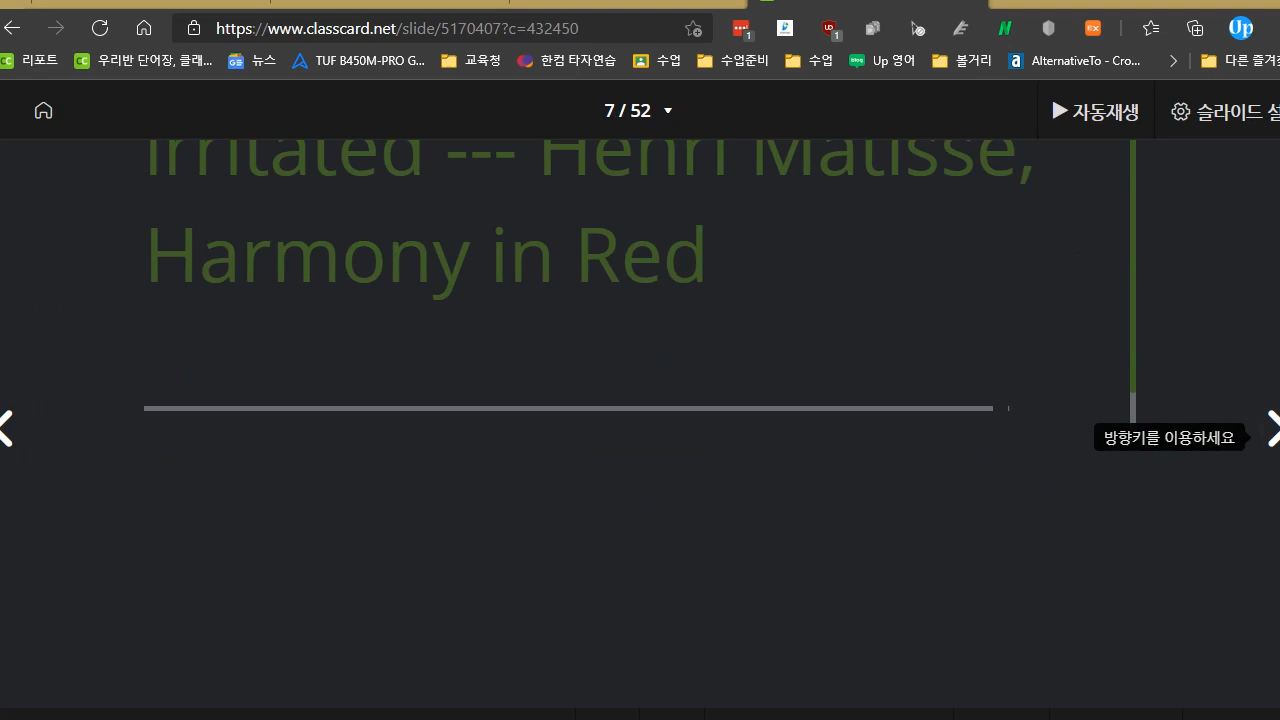 https://www.classcard.net/slide/5170407?c=432450
리포트
우리반 단어장, 클래...
뉴스
TUF B450M-PRO G...
교육청
한컴 타자연습
수업
수업준비
수업
Up 영어
볼거리
AlternativeTo - Cro...
다른 즐겨
7 / 52
자동재생
슬라이드
Irritated --- Henri Matisse,
Harmony in Red
방향키를 이용하세요